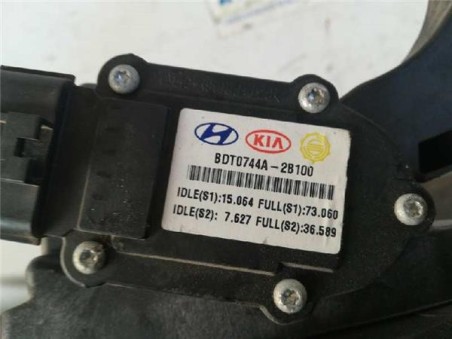 KIA
BDT0744A-2B100
IDLE(S1):15.064 FULL(S1):73.060
IDLE(S2): 7.627 FULL(S2):36.589